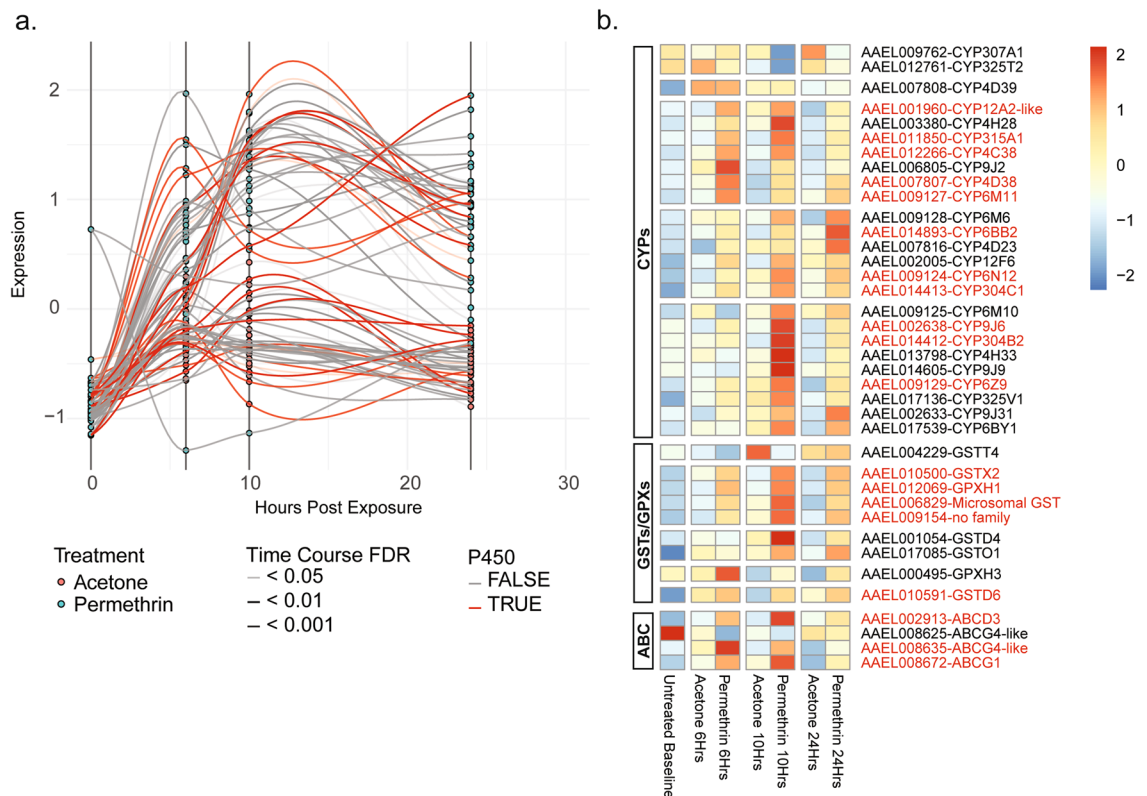 a.
Expression
2
1
0
−1
0
10
20
30
Hours Post Exposure
Treatment
Acetone
Permethrin
Time Course FDR
< 0.05
< 0.01
< 0.001
P450
FALSE
TRUE
b.
CYPs
AAEL009762-CYP307A1
AAEL012761-CYP325T2
AAEL007808-CYP4D39
AAEL001960-CYP12A2-like
AAEL003380-CYP4H28
AAEL011850-CYP315A1
AAEL012266-CYP4C38
AAEL006805-CYP9J2
AAEL007807-CYP4D38
AAEL009127-CYP6M11
AAEL009128-CYP6M6
AAEL014893-CYP6BB2
AAEL007816-CYP4D23
AAEL002005-CYP12F6
AAEL009124-CYP6N12
AAEL014413-CYP304C1
AAEL009125-CYP6M10
AAEL002638-CYP9J6
AAEL014412-CYP304B2
AAEL013798-CYP4H33
AAEL014605-CYP9J9
AAEL009129-CYP6Z9
AAEL017136-CYP325V1
AAEL002633-CYP9J31
AAEL017539-CYP6BY1
GSTs/GPXs
AAEL004229-GSTT4
AAEL010500-GSTX2
AAEL012069-GPXH1
AAEL006829-Microsomal GST
AAEL009154-no family
AAEL001054-GSTD4
AAEL017085-GSTO1
AAEL000495-GPXH3
AAEL010591-GSTD6
ABC
AAEL002913-ABCD3
AAEL008625-ABCG4-like
AAEL008635-ABCG4-like
AAEL008672-ABCG1
Untreated Baseline
Acetone 6Hrs
Permethrin 6Hrs
Acetone 10Hrs
Permethrin 10Hrs
Acetone 24Hrs
Permethrin 24Hrs
2
1
0
−1
−2